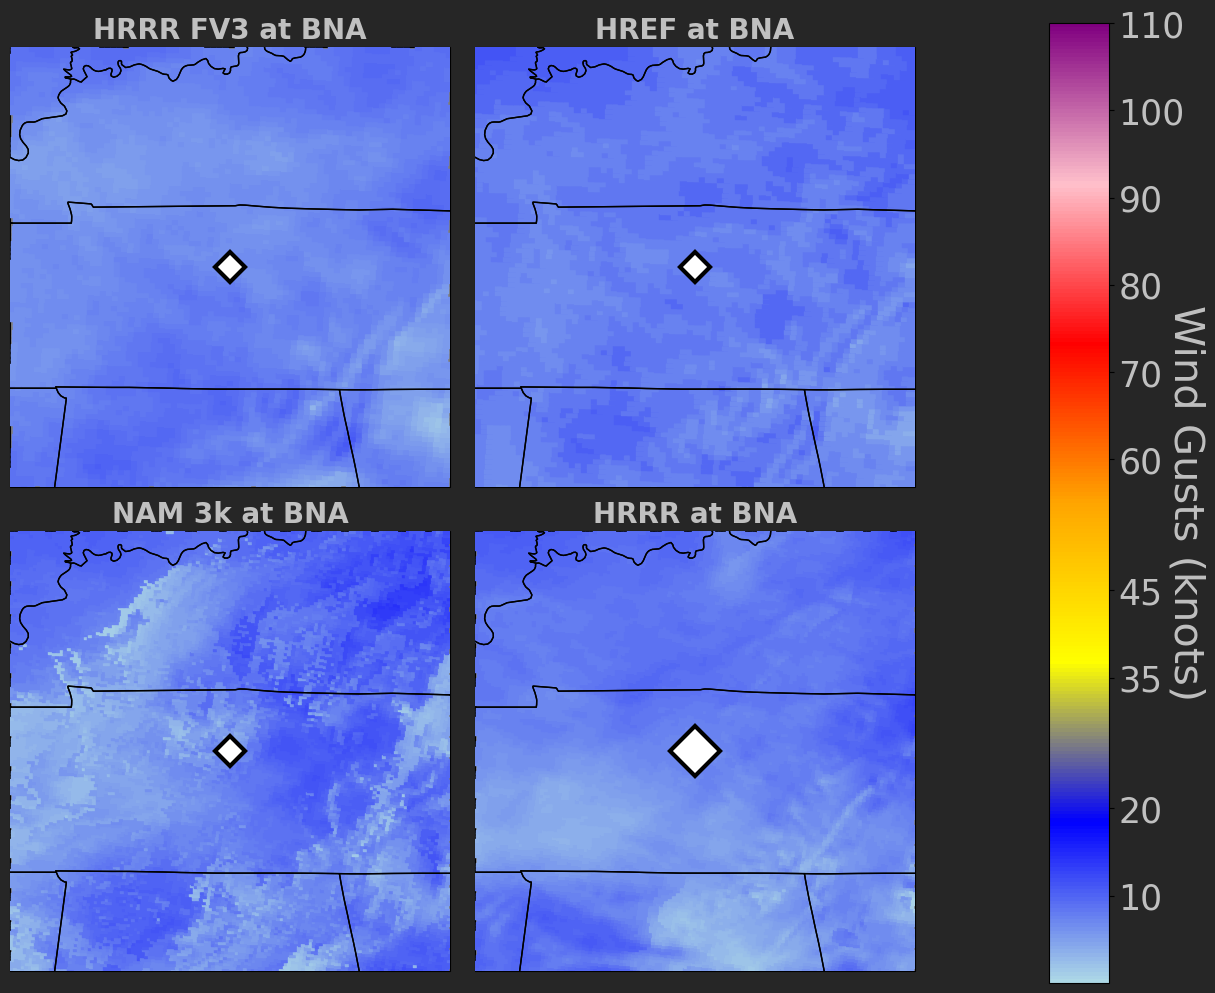 HRRR FV3 at BNA
HREF at BNA
NAM 3k at BNA
HRRR at BNA
110
100
90
80
70
60
45
35
20
10
Wind Gusts (knots)